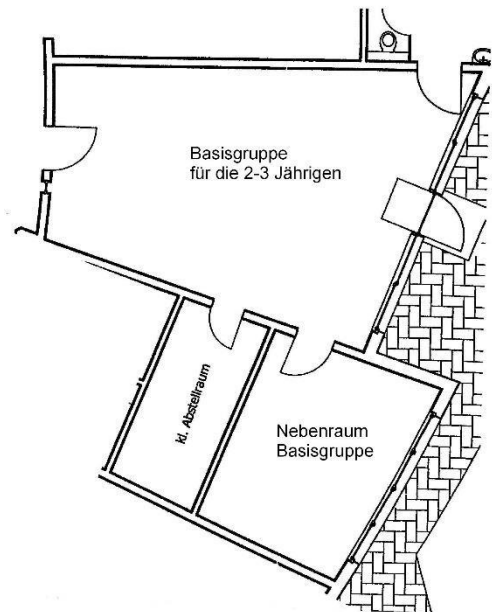 Basisgruppe
für die 2-3 Jährigen
kl. Abstellraum
Nebenraum
Basisgruppe